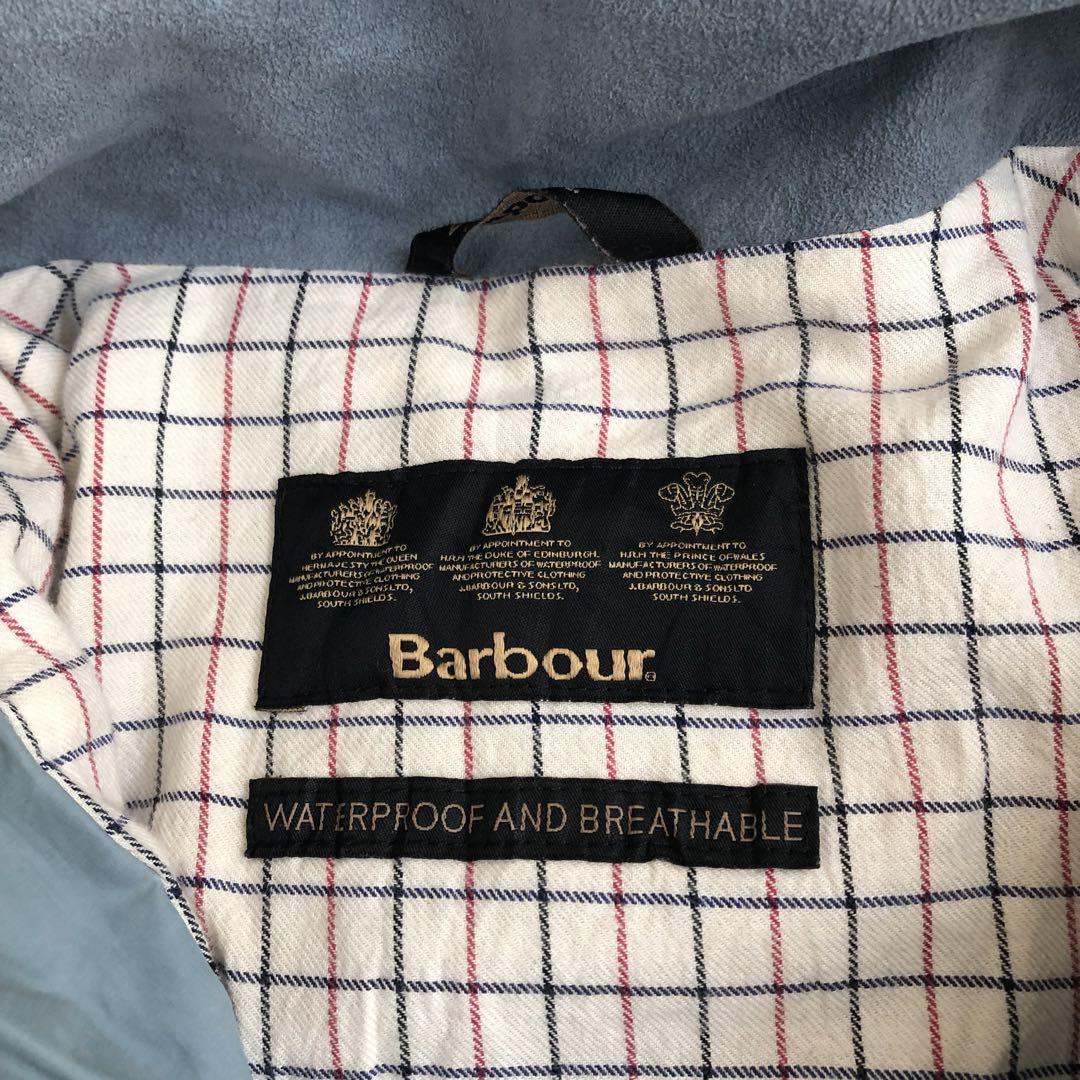 BY APPOINTMENT TO
HER MAJESTY THE QUEEN
MANUFACTURERS OF WATERPROOF
AND PROTECTIVE CLOTHING
J.BARBOUR & SONS LTD,
SOUTH SHIELDS.
BY APPOINTMENT TO
H.R.H THE DUKE OF EDINBURGH.
MANUFACTURERS OF WATERPROOF
AND PROTECTIVE CLOTHING
J.BARBOUR & SONS LTD,
SOUTH SHIELDS.
BY APPOINTMENT TO
H.R.H THE PRINCE OF WALES
MANUFACTURERS OF WATERPROOF
AND PROTECTIVE CLOTHING
J.BARBOUR & SONS LTD
SOUTH SHIELDS.
Barbour
WATERPROOF AND BREATHABLE